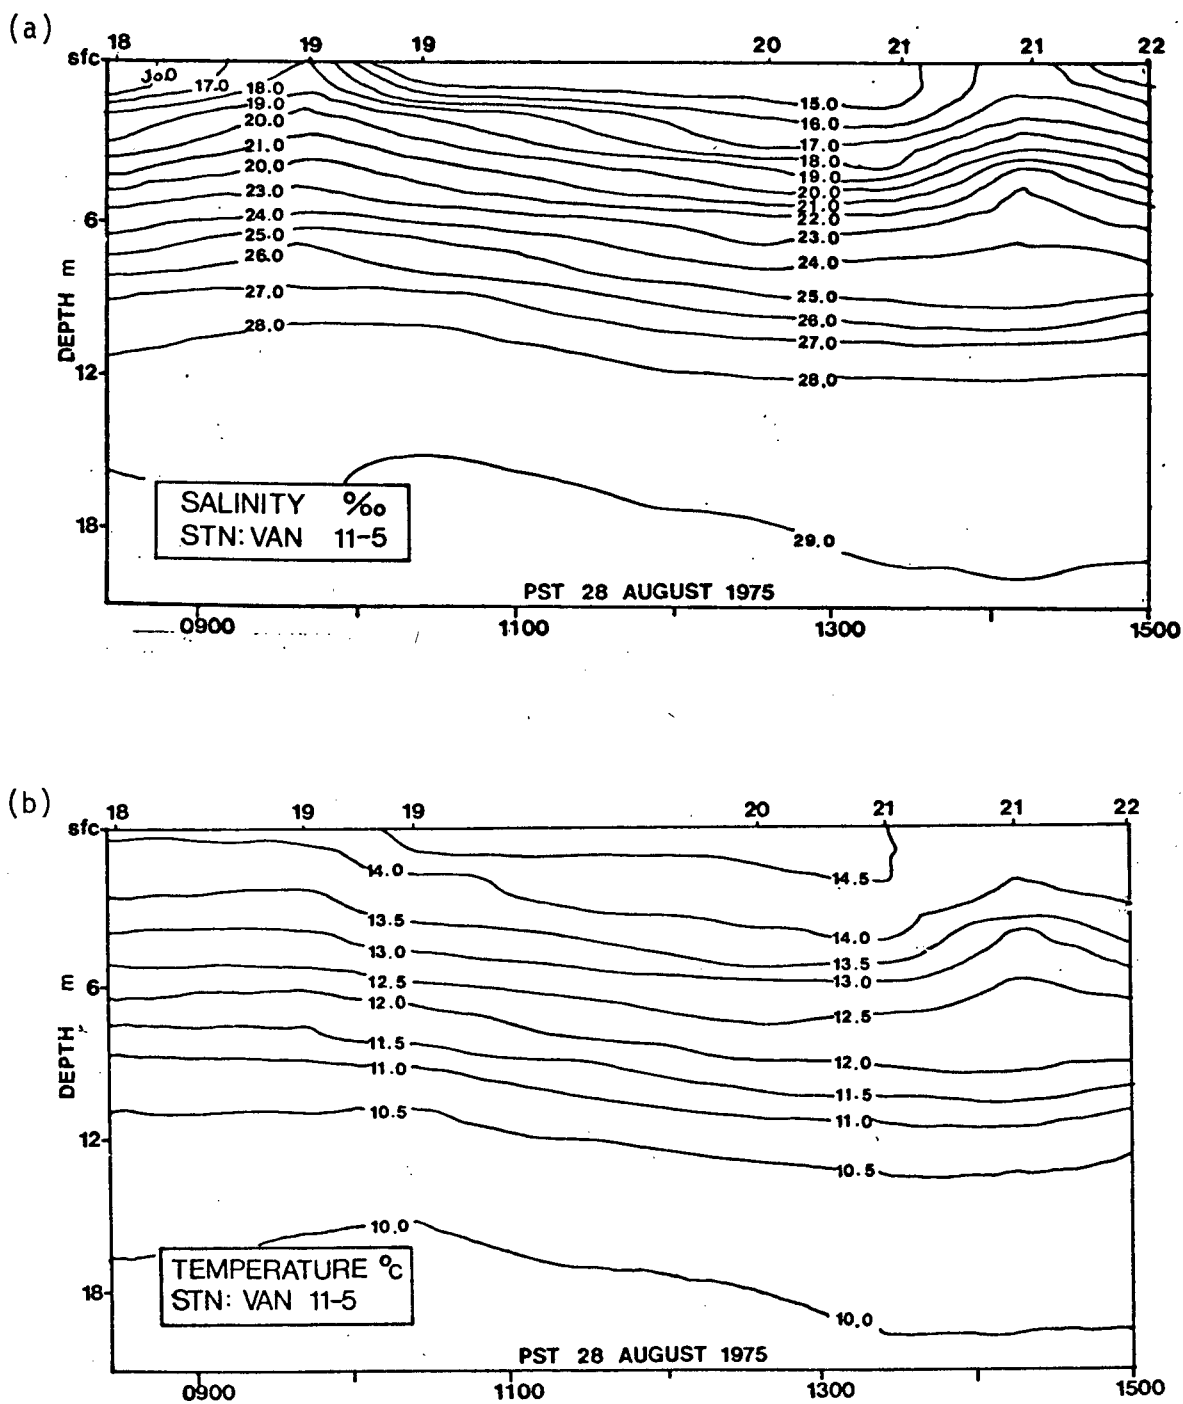 (a)
18 19 19 20 21 21 22
sfc
17.0 18.0 15.0
19.0 16.0
20.0 17.0
21.0 18.0
20.0 19.0
23.0 20.0
24.0 21.0
25.0 22.0
26.0 23.0
27.0 24.0
28.0 25.0
26.0
27.0
28.0
29.0
6
12
18
DEPTH m
SALINITY ‰
STN: VAN 11-5
PST 28 AUGUST 1975
0900 1100 1300 1500
(b)
18 19 19 20 21 21 22
sfc
14.0 14.5
13.5 14.0
13.0 13.5
12.5 13.0
12.0 12.5
11.5 12.0
11.0 11.5
10.5 11.0
10.0 10.5
10.0
6
12
18
DEPTH m
TEMPERATURE °C
STN: VAN 11-5
PST 28 AUGUST 1975
0900 1100 1300 1500